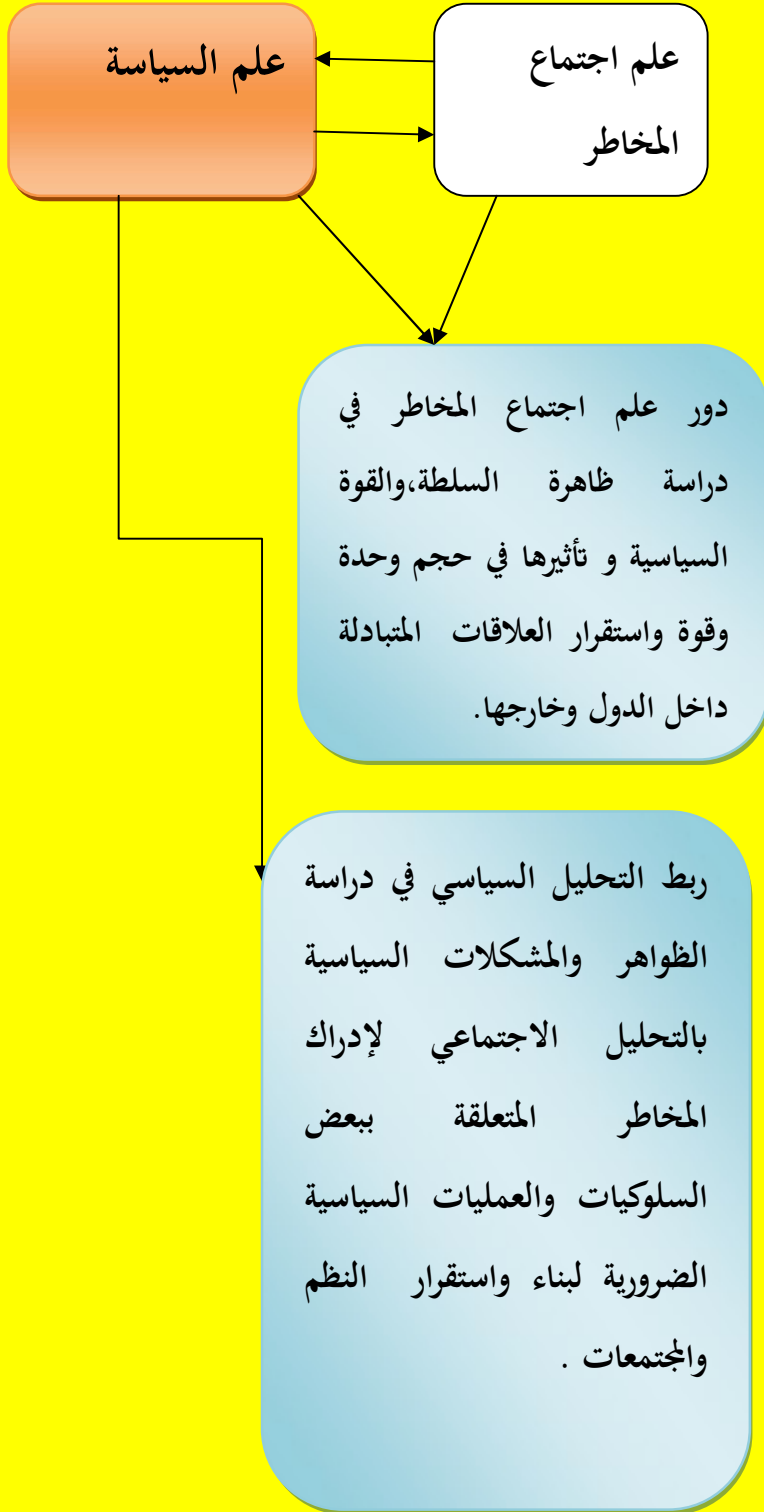 علم اجتماع
المخاطر
علم السياسة
دور علم اجتماع المخاطر في
دراسة ظاهرة السلطة،والقوة
السياسية و تأثيرها في حجم وحدة
وقوة واستقرار العلاقات المتبادلة
داخل الدول وخارجها.
ربط التحليل السياسي في دراسة
الظواهر والمشكلات السياسية
بالتحليل الاجتماعي لإدراك
المخاطر المتعلقة ببعض
السلوكيات والعمليات السياسية
الضرورية لبناء واستقرار النظم
والمجتمعات .